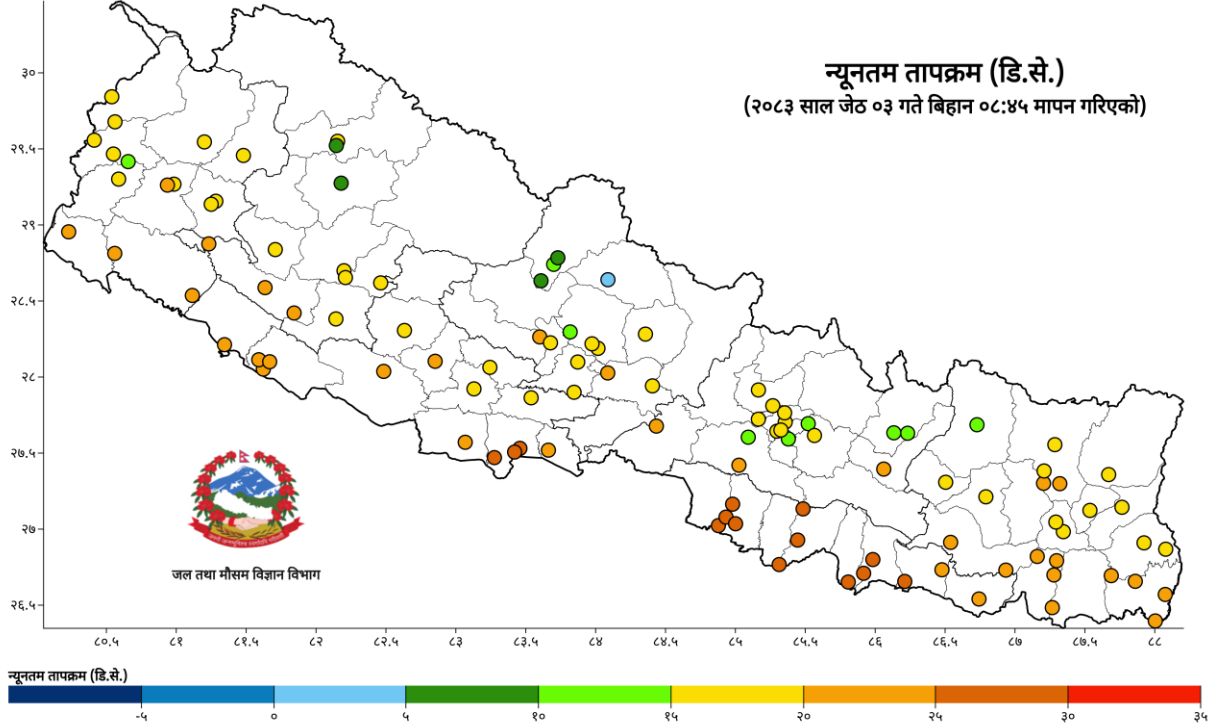 न्यूनतम तापक्रम (डि.से.)
(२०८३ साल जेठ ०३ गते बिहान ०८:४५ मापन गरिएको)
३०
२९.५
२९
२८.५
२८
२७.५
२७
२६.५
जल तथा मौसम विज्ञान विभाग
८०.५ ८१ ८१.५ ८२ ८२.५ ८३ ८३.५ ८४ ८४.५ ८५ ८५.५ ८६ ८६.५ ८७ ८७.५ ८८
न्यूनतम तापक्रम (डि.से.)
-५ ० ५ १० १५ २० २५ ३० ३५